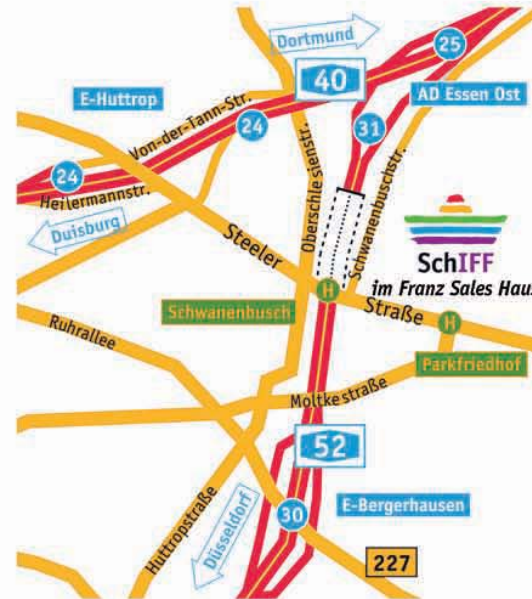 Dortmund
25
40
E-Huttrop
AD Essen Ost
Von-der-Tann-Str.
24
31
24
Heilermannstr.
Oberschlesienstr.
Schwanenbuschstr.
Duisburg
Steeler
SchIFF
im Franz Sales Haus
H
Straße
Schwanenbusch
H
Ruhrallee
Parkfriedhof
Moltkestraße
52
Huttropstraße
Düsseldorf
E-Bergerhausen
30
227